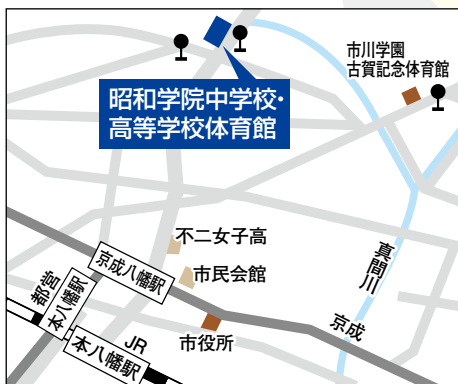 市川学園
古賀記念体育館
昭和学院中学校・
高等学校体育館
不二女子高
京成八幡駅
市民会館
真間川
都営
本八幡駅
市役所
京成
JR
本八幡駅